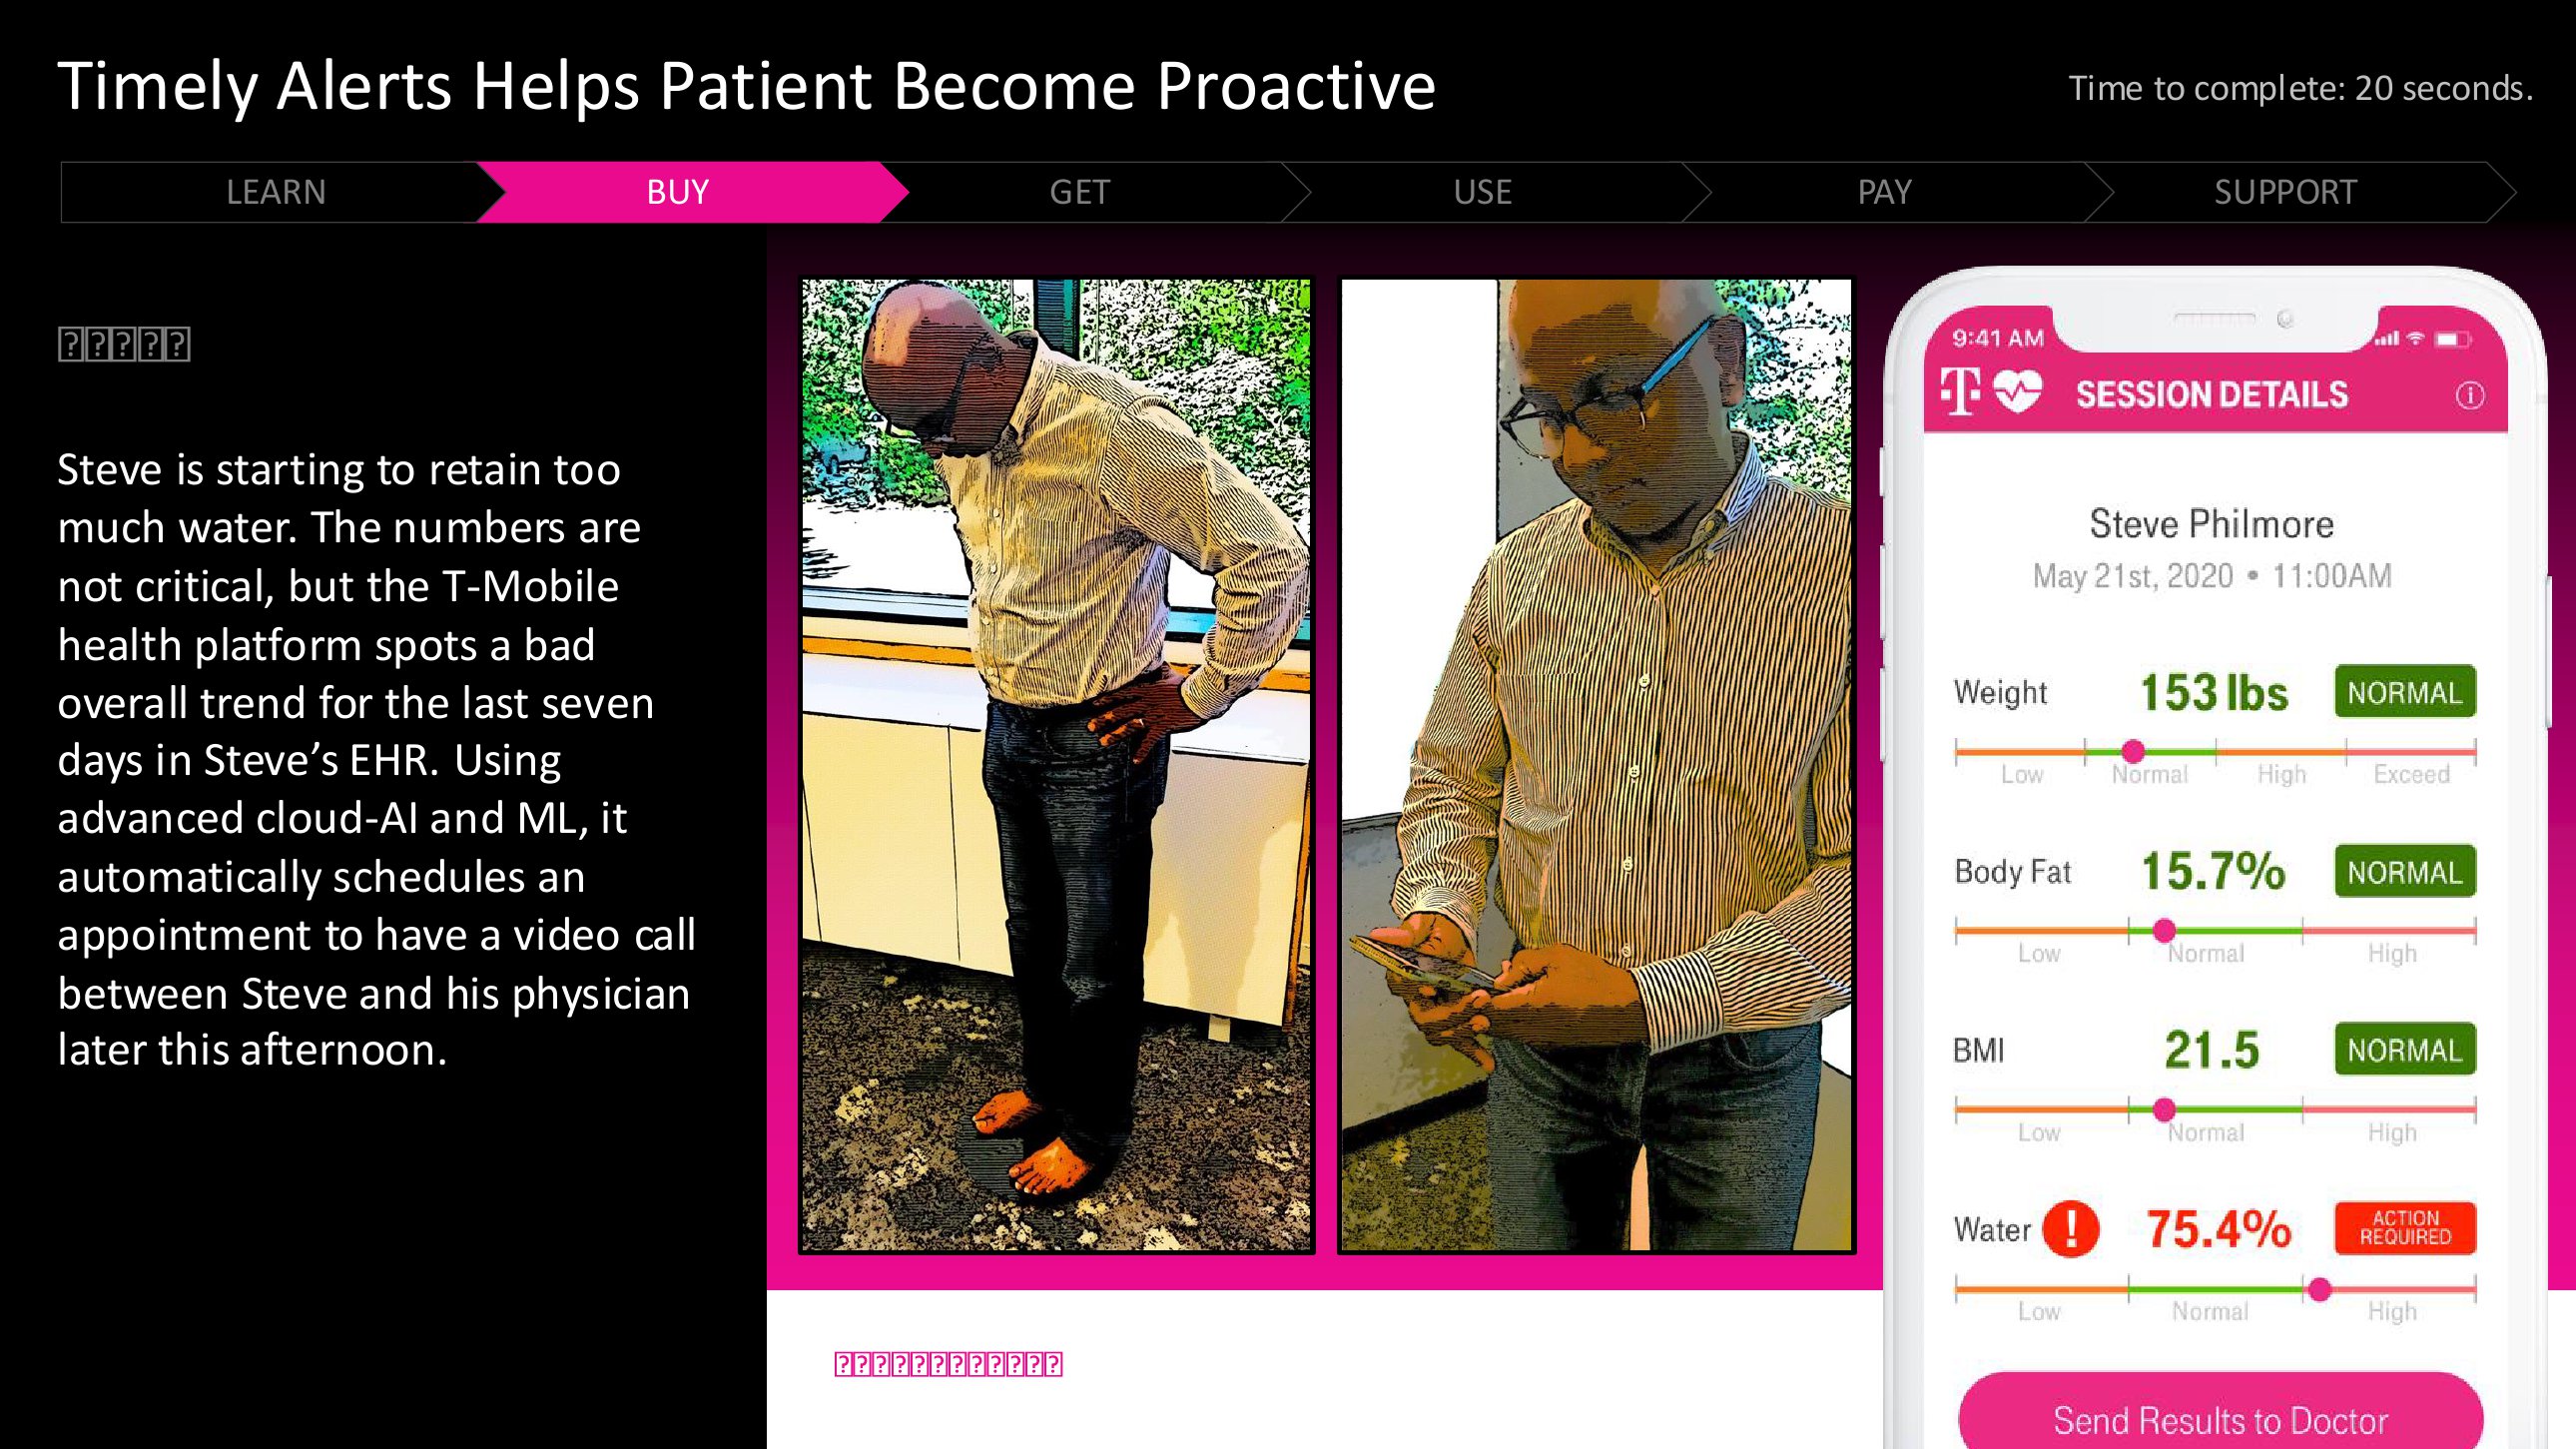 Timely Alerts Helps Patient Become Proactive
Time to complete: 20 seconds.
LEARN
BUY
GET
USE
PAY
SUPPORT
Steve is starting to retain too
much water. The numbers are
not critical, but the T-Mobile
health platform spots a bad
overall trend for the last seven
days in Steve’s EHR. Using
advanced cloud-AI and ML, it
automatically schedules an
appointment to have a video call
between Steve and his physician
later this afternoon.
9:41 AM
T SESSION DETAILS
Steve Philmore
May 21st, 2020 • 11:00AM
Weight 153 lbs NORMAL
Low Normal High Exceed
Body Fat 15.7% NORMAL
Low Normal High
BMI 21.5 NORMAL
Low Normal High
Water ! 75.4% ACTION
REQUIRED
Low Normal High
Send Results to Doctor